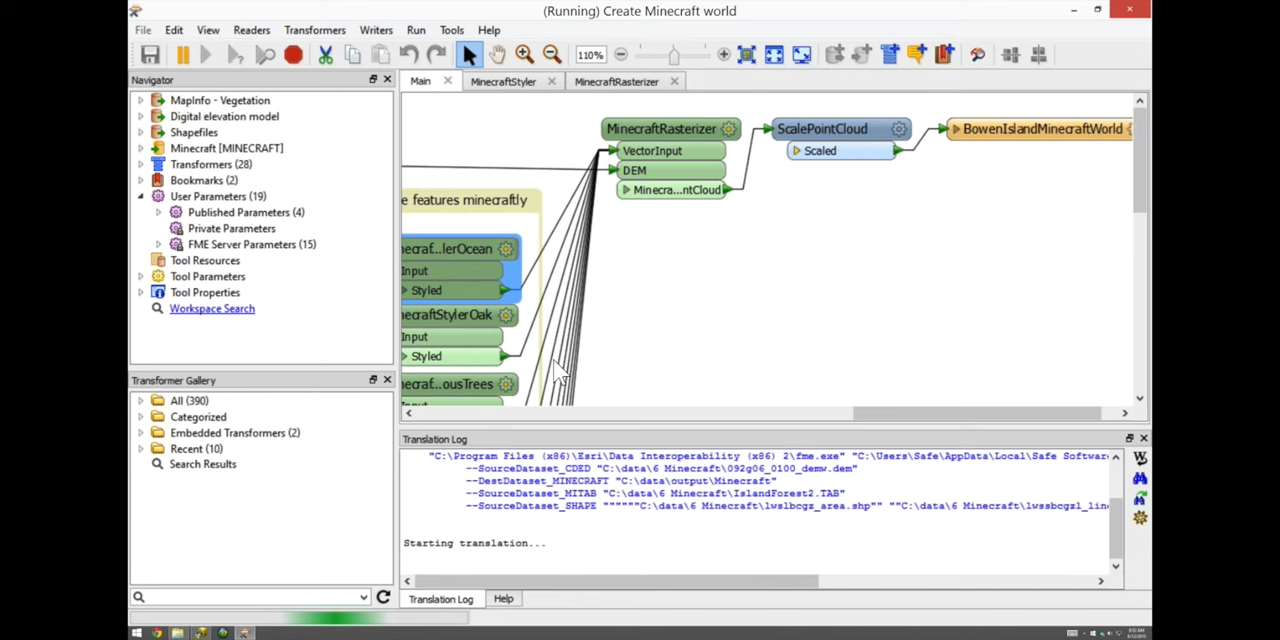 (Running) Create Minecraft world
File Edit View Readers Transformers Writers Run Tools Help
110%
Navigator
MapInfo - Vegetation
Digital elevation model
Shapefiles
Minecraft [MINECRAFT]
Transformers (28)
Bookmarks (2)
User Parameters (19)
Published Parameters (4)
Private Parameters
FME Server Parameters (15)
Tool Resources
Tool Parameters
Tool Properties
Workspace Search
Transformer Gallery
All (390)
Categorized
Embedded Transformers (2)
Recent (10)
Search Results
Main MinecraftStyler MinecraftRasterizer
MinecraftRasterizer
VectorInput
DEM
Minecra...ntCloud
ScalePointCloud
Scaled
BowenIslandMinecraftWorld
e features minecraftly
necraf...lerOcean
Input
Styled
necraftStylerOak
Input
Styled
necraf...ousTrees
Input
Translation Log
"C:\Program Files (x86)\Esri\Data Interoperability (x86) 2\fme.exe" "C:\Users\Safe\AppData\Local\Safe Softwar
--SourceDataset_CDED "C:\data\6 Minecraft\092g06_0100_demw.dem"
--DestDataset_MINECRAFT "C:\data\output\Minecraft"
--SourceDataset_MITAB "C:\data\6 Minecraft\IslandForest2.TAB"
--SourceDataset_SHAPE """"""C:\data\6 Minecraft\lwslbcgz_area.shp"" ""C:\data\6 Minecraft\lwssbcgzl_lin
Starting translation...
Translation Log Help